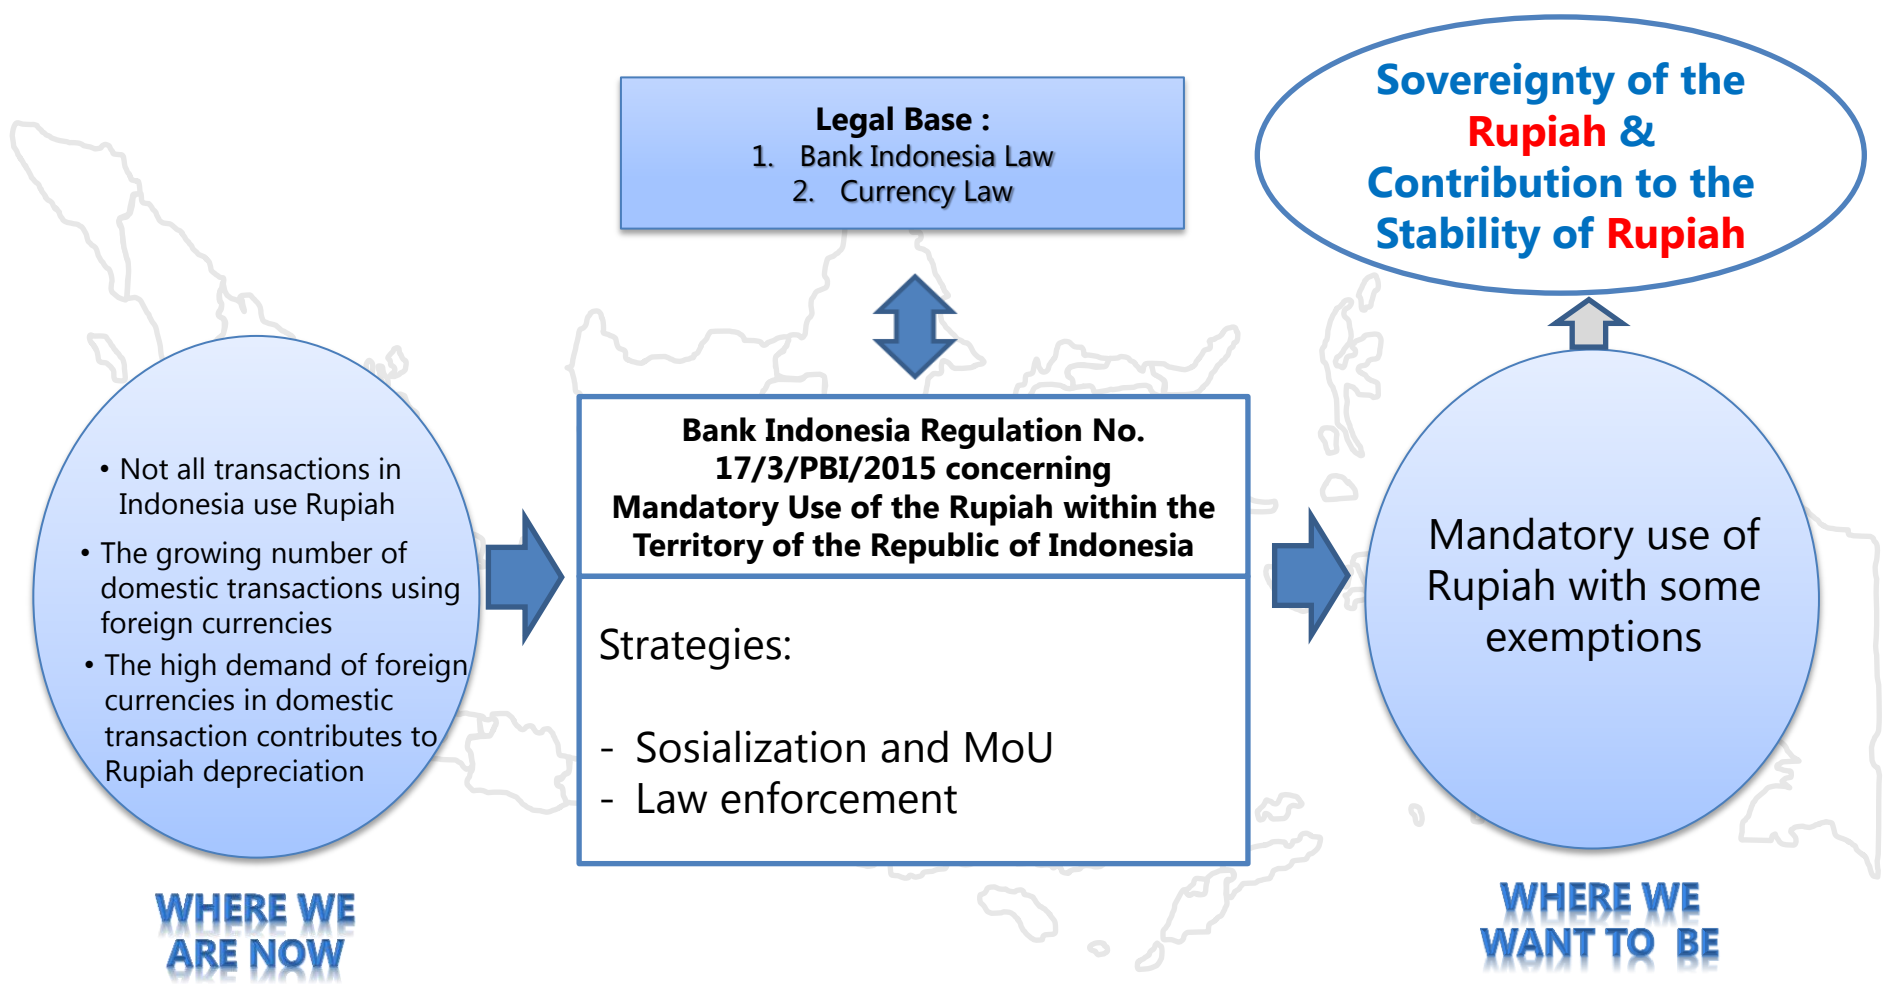 Legal Base :
1. Bank Indonesia Law
2. Currency Law
Sovereignty of the
Rupiah &
Contribution to the
Stability of Rupiah
• Not all transactions in
Indonesia use Rupiah
• The growing number of
domestic transactions using
foreign currencies
• The high demand of foreign
currencies in domestic
transaction contributes to
Rupiah depreciation
Bank Indonesia Regulation No.
17/3/PBI/2015 concerning
Mandatory Use of the Rupiah within the
Territory of the Republic of Indonesia
Strategies:
- Sosialization and MoU
- Law enforcement
Mandatory use of
Rupiah with some
exemptions
WHERE WE
ARE NOW
WHERE WE
WANT TO BE